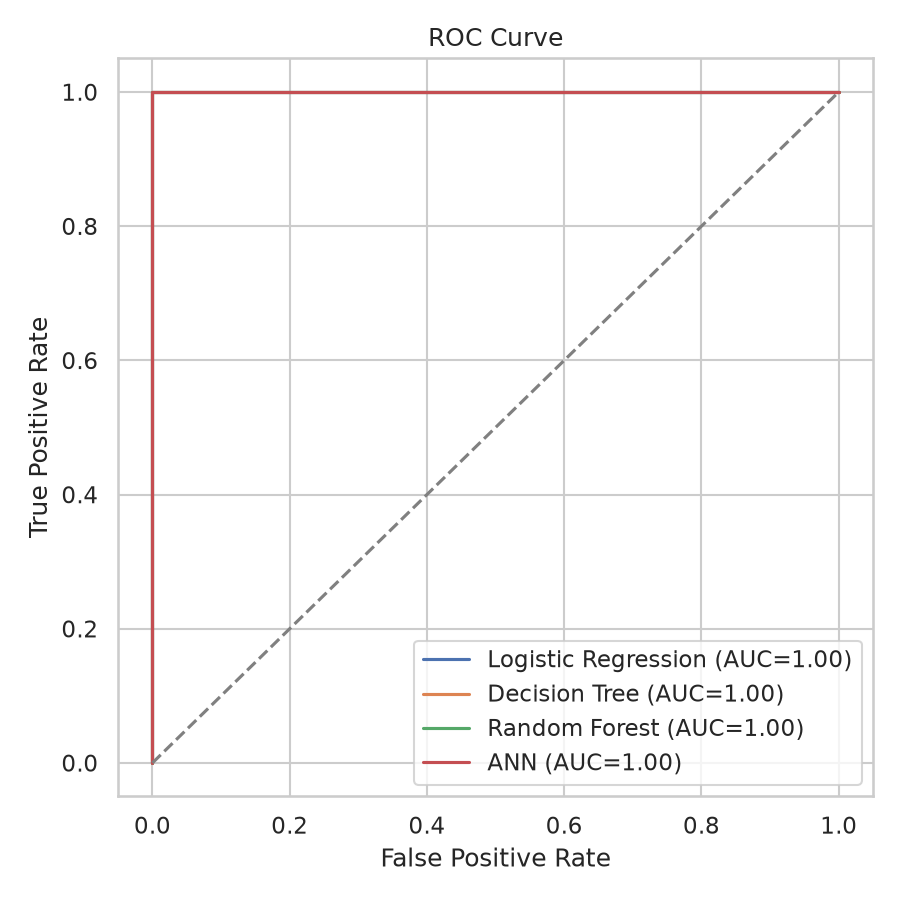 ROC Curve
True Positive Rate
1.0
0.8
0.6
0.4
0.2
0.0
Logistic Regression (AUC=1.00)
Decision Tree (AUC=1.00)
Random Forest (AUC=1.00)
ANN (AUC=1.00)
0.0 0.2 0.4 0.6 0.8 1.0
False Positive Rate